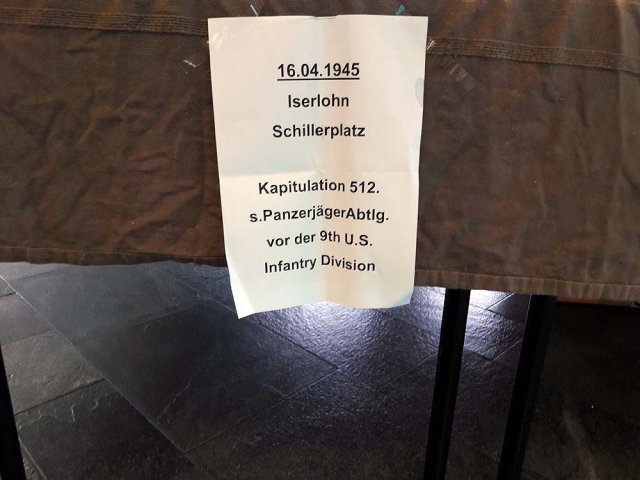 16.04.1945
Iserlohn
Schillerplatz
Kapitulation 512.
s.PanzerjägerAbtlg.
vor der 9th U.S.
Infantry Division